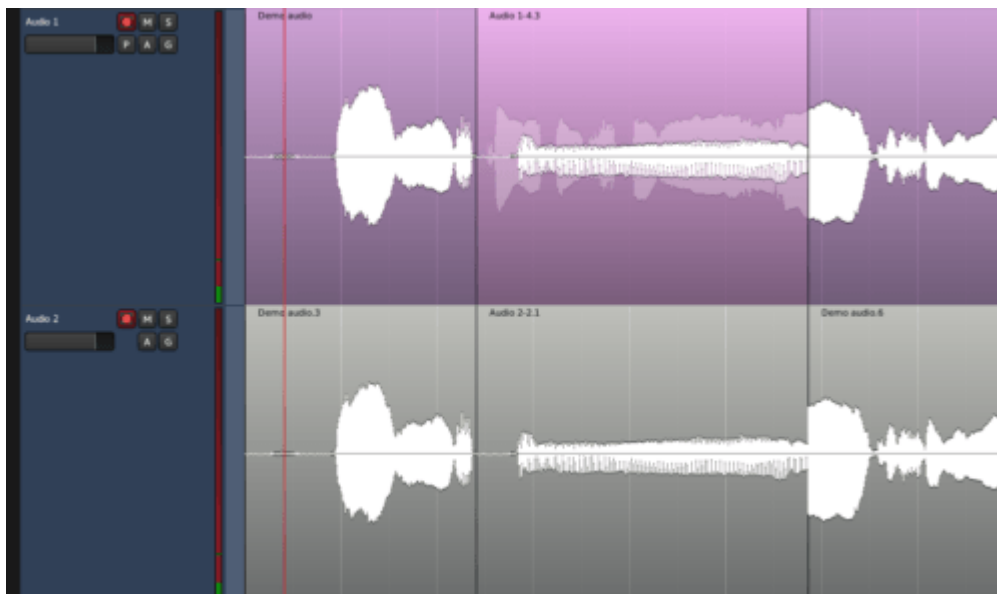 Audio 1
M
S
P
A
G
Demo audio
Audio 1-4.3
Audio 2
M
S
A
G
Demo audio.3
Audio 2-2.1
Demo audio.6